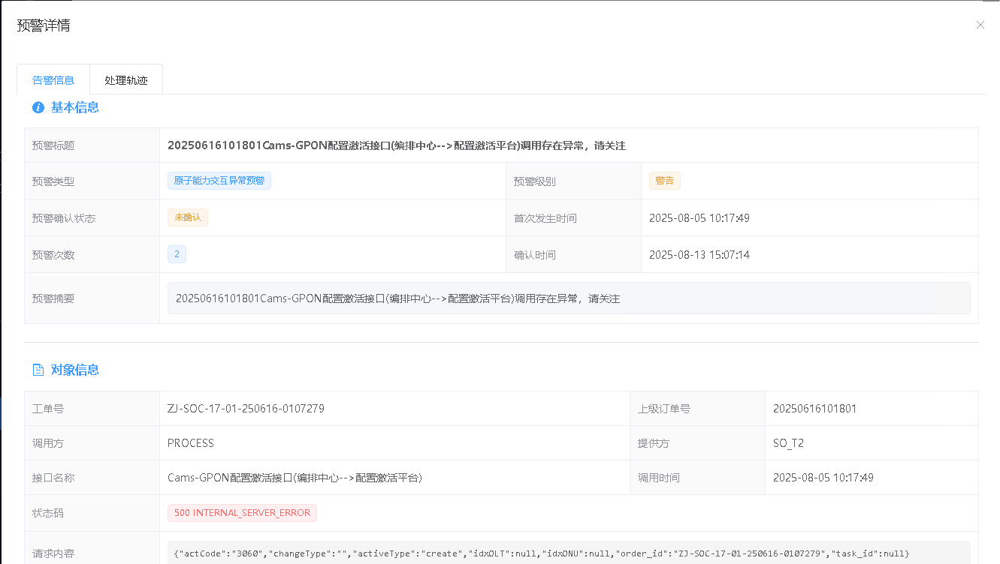 预警详情
告警信息 处理轨迹
基本信息
预警标题 20250616101801Cams-GPON配置激活接口(编排中心-->配置激活平台)调用存在异常，请关注
预警类型 原子能力交互异常预警 预警级别 警告
预警确认状态 未确认 首次发生时间 2025-08-05 10:17:49
预警次数 2 确认时间 2025-08-13 15:07:14
预警摘要 20250616101801Cams-GPON配置激活接口(编排中心-->配置激活平台)调用存在异常，请关注
对象信息
工单号 ZJ-SOC-17-01-250616-0107279 上级订单号 20250616101801
调用方 PROCESS 提供方 SO_T2
接口名称 Cams-GPON配置激活接口(编排中心-->配置激活平台) 调用时间 2025-08-05 10:17:49
状态码 500 INTERNAL_SERVER_ERROR
请求内容 {"actCode":"3060","changeType":"","activeType":"create","idxOLT":null,"idxONU":null,"order_id":"ZJ-SOC-17-01-250616-0107279","task_id":null}